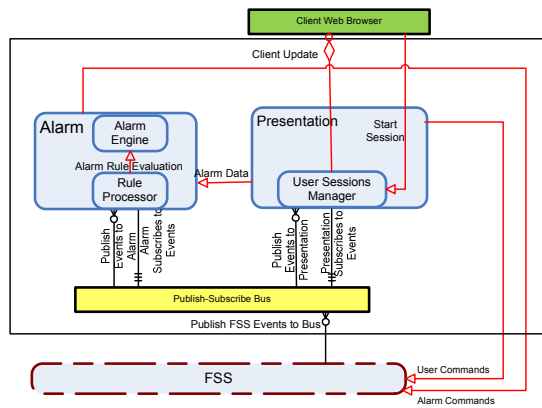 Client Web Browser
Client Update
Alarm
Alarm
Engine
Presentation
Start
Session
Alarm Rule Evaluation
Alarm Data
Rule
Processor
User Sessions
Manager
Publish
Events to
Alarm
Alarm
Subscribes to
Events
Publish
Events to
Presentation
Presentation
Subscribes to
Events
Publish-Subscribe Bus
Publish FSS Events to Bus
FSS
User Commands
Alarm Commands